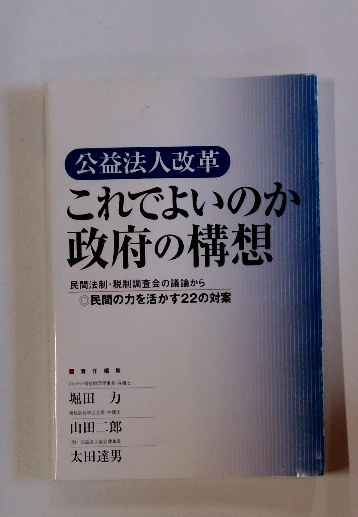 公益法人改革
これでよいのか
政府の構想
民間法制・税制調査会の議論から
◎民間の力を活かす22の対案
■ 責任編集
堀田 力
山田二郎
太田達男